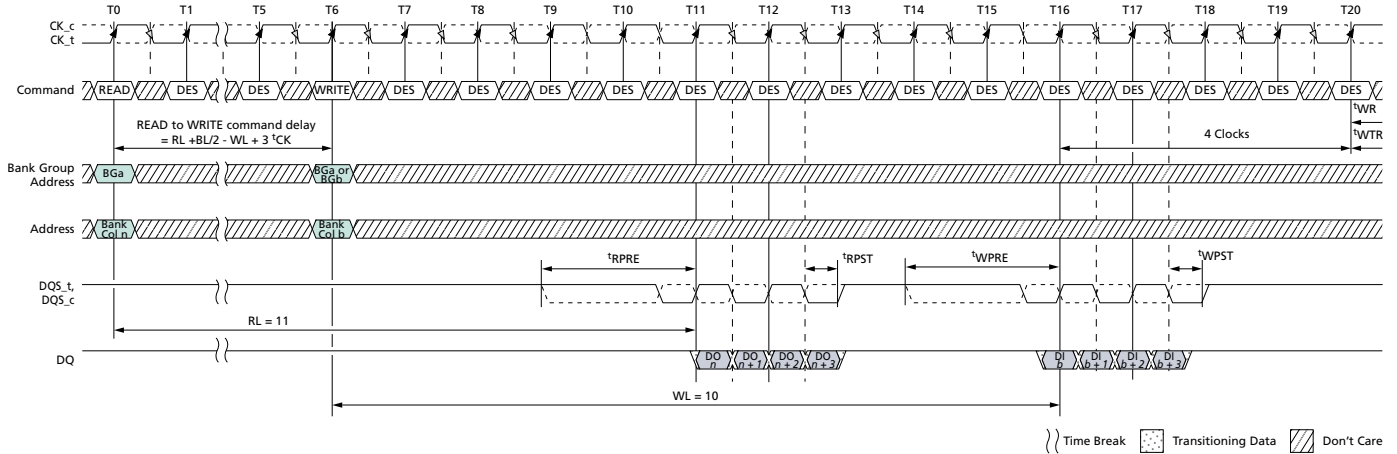 T0 T1 T5 T6 T7 T8 T9 T10 T11 T12 T13 T14 T15 T16 T17 T18 T19 T20
CK_c
CK_t
Command READ DES DES WRITE DES DES DES DES DES DES DES DES DES DES DES DES DES DES
tWR
READ to WRITE command delay
= RL +BL/2 - WL + 3 tCK
4 Clocks
tWTR
Bank Group
Address
BGa
BGa or
BGb
Address
Bank
Col n
Bank
Col b
tRPRE tRPST tWPRE tWPST
DQS_t,
DQS_c
RL = 11
DQ
DO
n
DO
n + 1
DO
n + 2
DO
n + 3
DI
b
DI
b + 1
DI
b + 2
DI
b + 3
WL = 10
Time Break Transitioning Data Don't Care